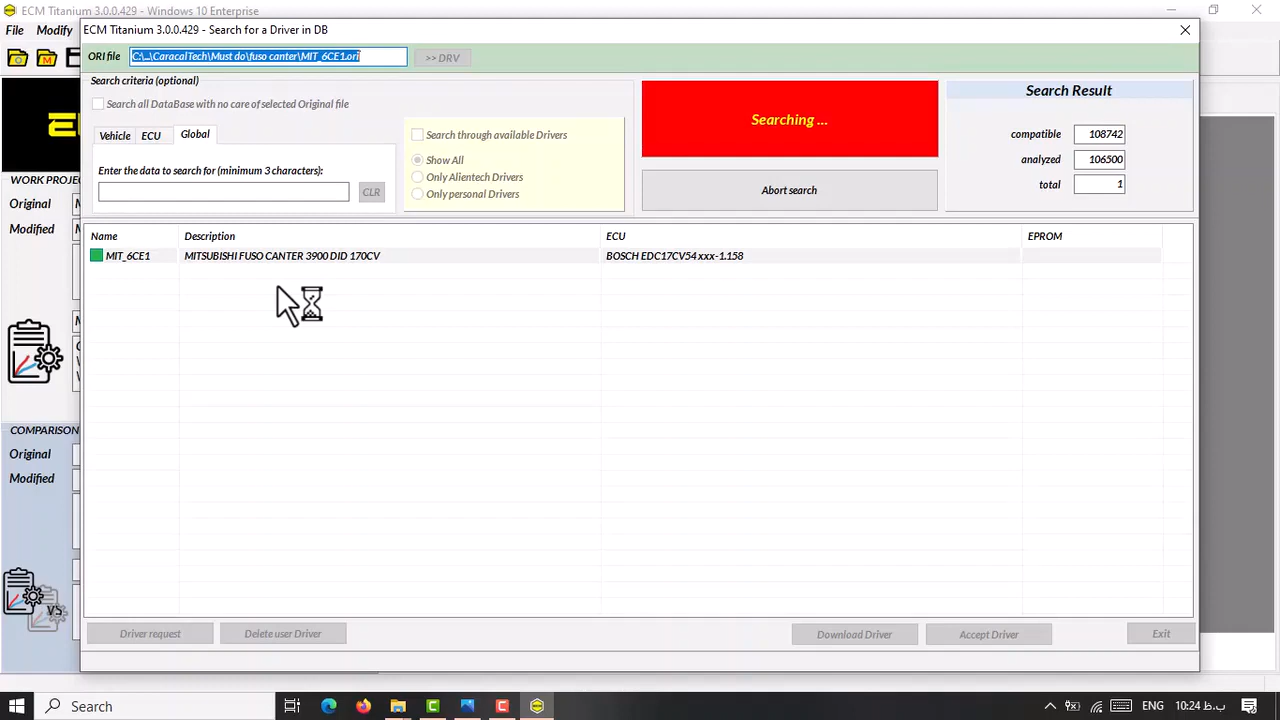 ECM Titanium 3.0.0.429 - Windows 10 Enterprise
File Modify
ECM Titanium 3.0.0.429 - Search for a Driver in DB
ORI file C:\...\CaracalTech\Must do\fuso canter\MIT_6CE1.ori >> DRV
Search criteria (optional)
Search all DataBase with no care of selected Original file
Vehicle ECU Global
Enter the data to search for (minimum 3 characters):
CLR
Search through available Drivers
Show All
Only Alientech Drivers
Only personal Drivers
Searching ...
Abort search
Search Result
compatible 108742
analyzed 106500
total 1
WORK PROJ
Original
Modified
COMPARISON
Original
Modified
VS
Name Description ECU EPROM
MIT_6CE1 MITSUBISHI FUSO CANTER 3900 DID 170CV BOSCH EDC17CV54 xxx-1.158
Driver request Delete user Driver Download Driver Accept Driver Exit
Search
ENG 10:24 ب.ظ